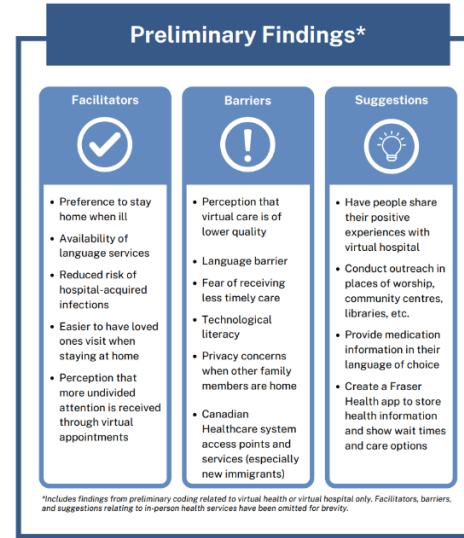 Preliminary Findings*
Facilitators
• Preference to stay
home when ill
• Availability of
language services
• Reduced risk of
hospital-acquired
infections
• Easier to have loved
ones visit when
staying at home
• Perception that
more undivided
attention is received
through virtual
appointments
Barriers
• Perception that
virtual care is of
lower quality
• Language barrier
• Fear of receiving
less timely care
• Technological
literacy
• Privacy concerns
when other family
members are home
• Canadian
Healthcare system
access points and
services (especially
new immigrants)
Suggestions
• Have people share
their positive
experiences with
virtual hospital
• Conduct outreach in
places of worship,
community centres,
libraries, etc.
• Provide medication
information in their
language of choice
• Create a Fraser
Health app to store
health information
and show wait times
and care options
*Includes findings from preliminary coding related to virtual health or virtual hospital only. Facilitators, barriers,
and suggestions relating to in-person health services have been omitted for brevity.